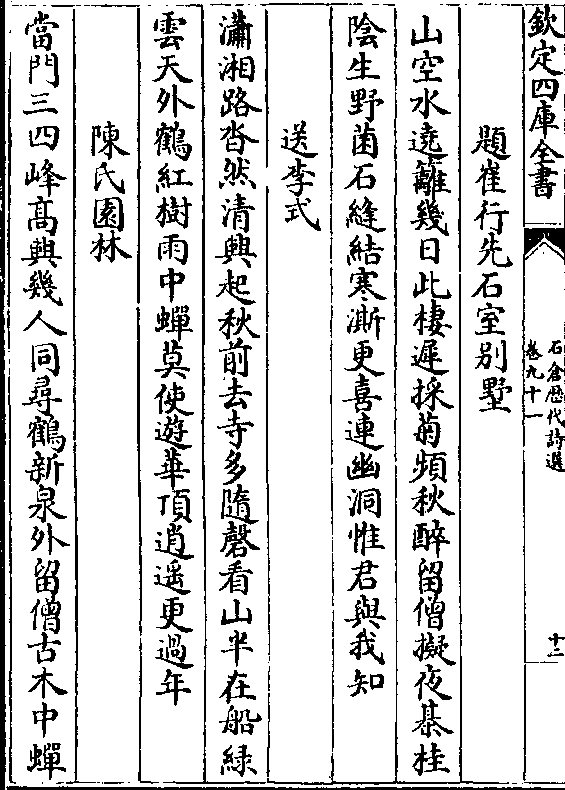 欽定四庫全書
石倉歴代詩選
卷九十一
十二
題崔行先石室别墅
山空水遶籬幾日此棲遲採菊頻秋醉留僧擬夜棊桂
陰生野菌石縫結寒澌更喜連幽洞惟君與我知
送李式
瀟湘路沓然清興起秋前去寺多隨磬看山半在船緑
雲天外鶴紅樹雨中蟬莫使遊華頂逍遥更過年
陳氏園林
當門三四峰高興幾人同尋鶴新泉外留僧古木中蟬